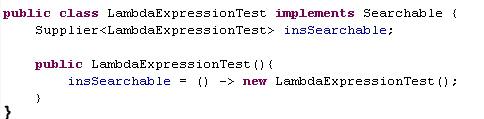 public class LambdaExpressionTest implements Searchable {
    Supplier<LambdaExpressionTest> insSearchable;

    public LambdaExpressionTest(){
        insSearchable = () -> new LambdaExpressionTest();
    }
}